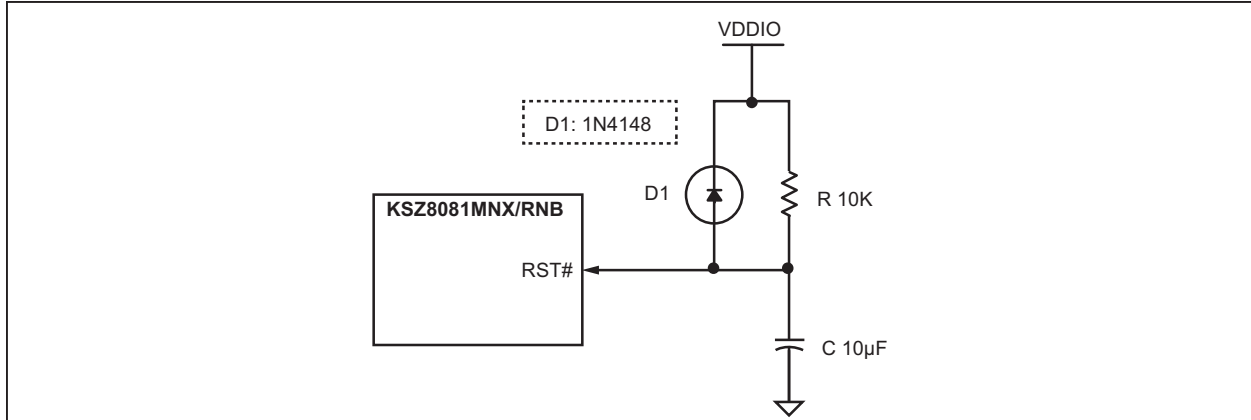 VDDIO
D1: 1N4148
D1
R 10K
KSZ8081MNX/RNB
RST#
C 10µF